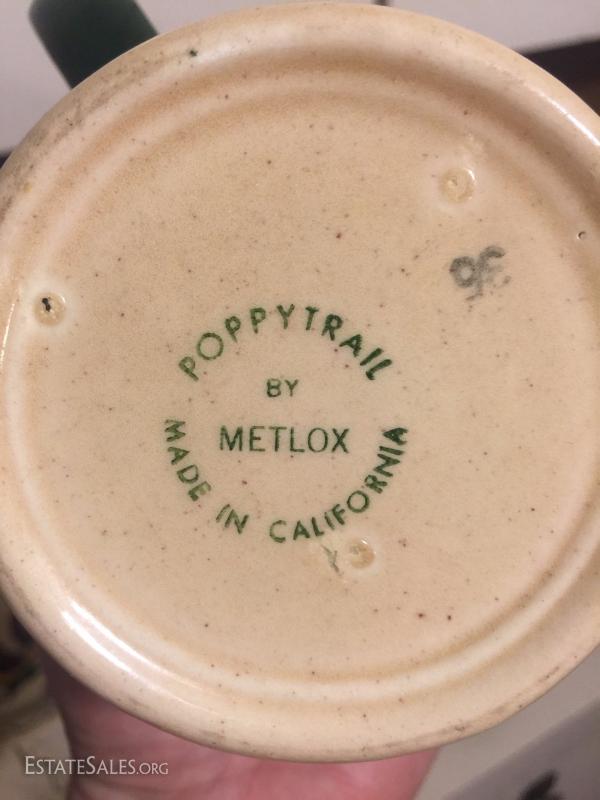 POPPYTRAIL
BY
METLOX
MADE IN CALIFORNIA
ESTATESALES.ORG